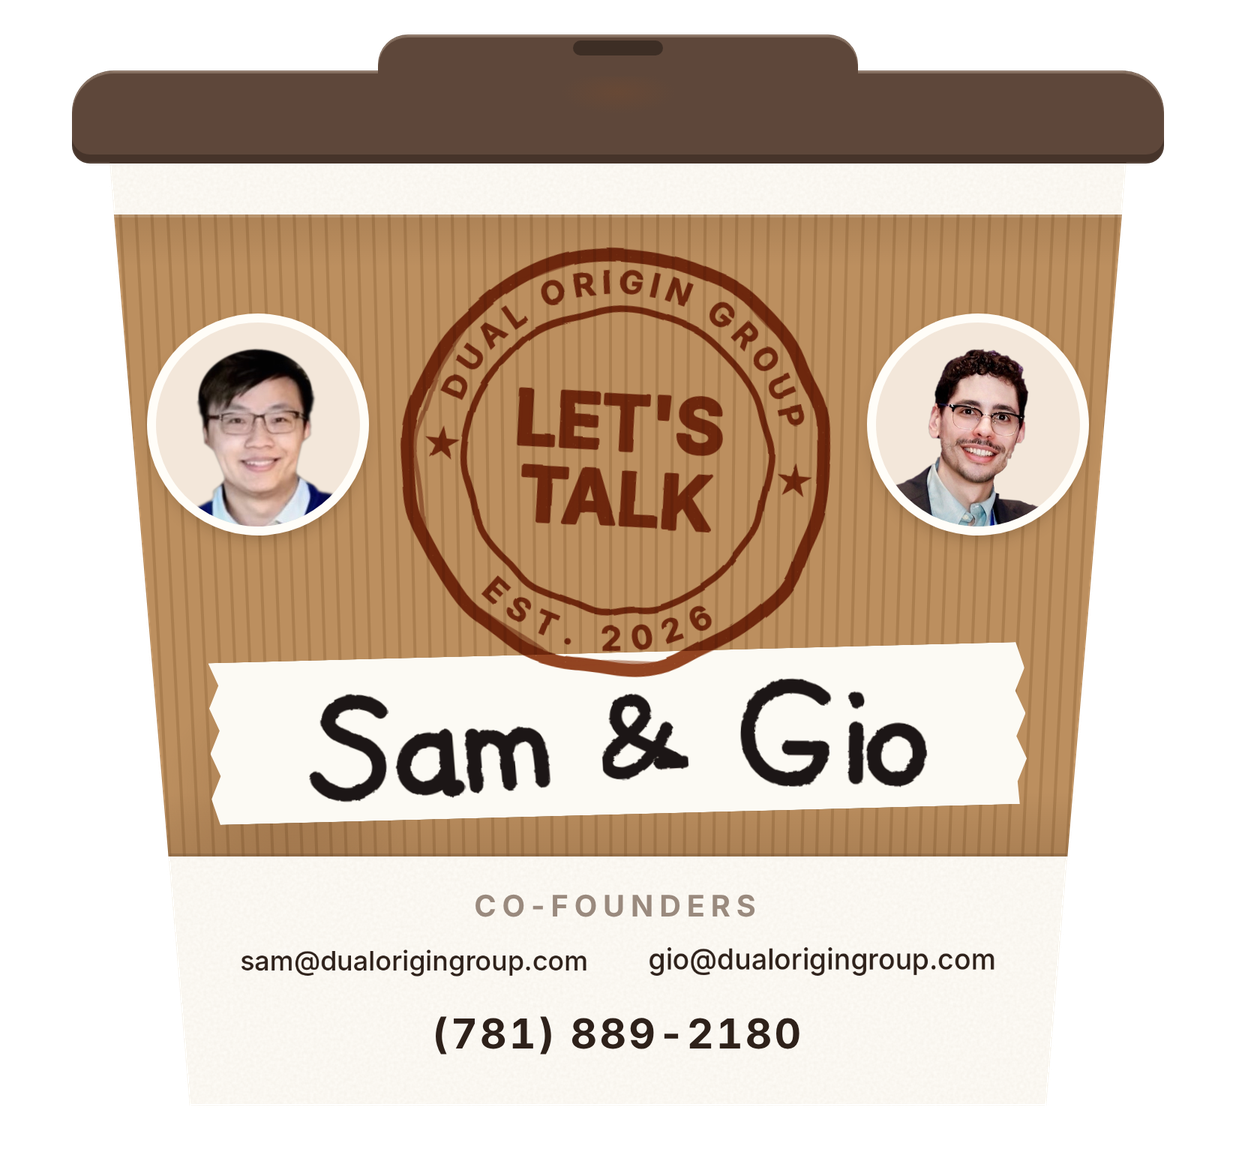 DUAL ORIGIN GROUP
★ ★
LET'S
TALK
EST. 2026
Sam & Gio
CO-FOUNDERS
sam@dualorigingroup.com gio@dualorigingroup.com
(781) 889-2180